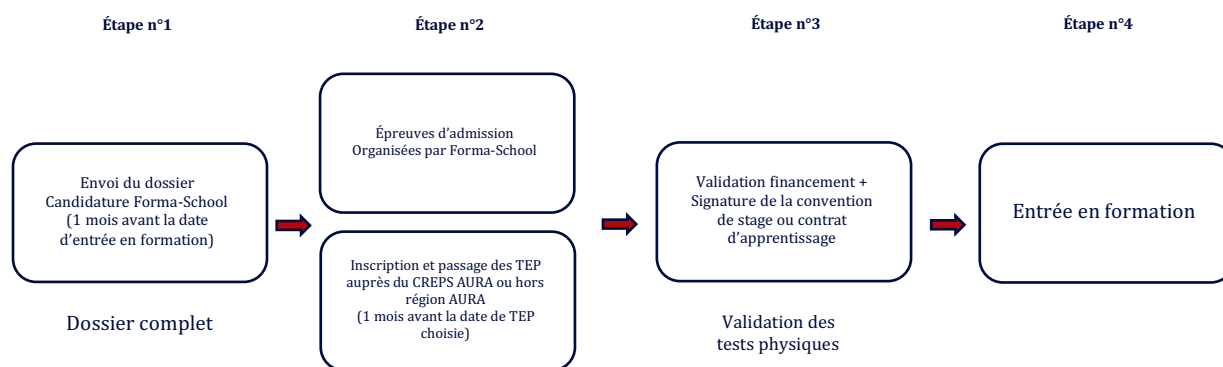 Étape n°1
Étape n°2
Étape n°3
Étape n°4
Envoi du dossier
Candidature Forma-School
(1 mois avant la date
d'entrée en formation)
Dossier complet
Épreuves d'admission
Organisées par Forma-School
Inscription et passage des TEP
auprès du CREPS AURA ou hors
région AURA
(1 mois avant la date de TEP
choisie)
Validation financement +
Signature de la convention
de stage ou contrat
d'apprentissage
Validation des
tests physiques
Entrée en formation